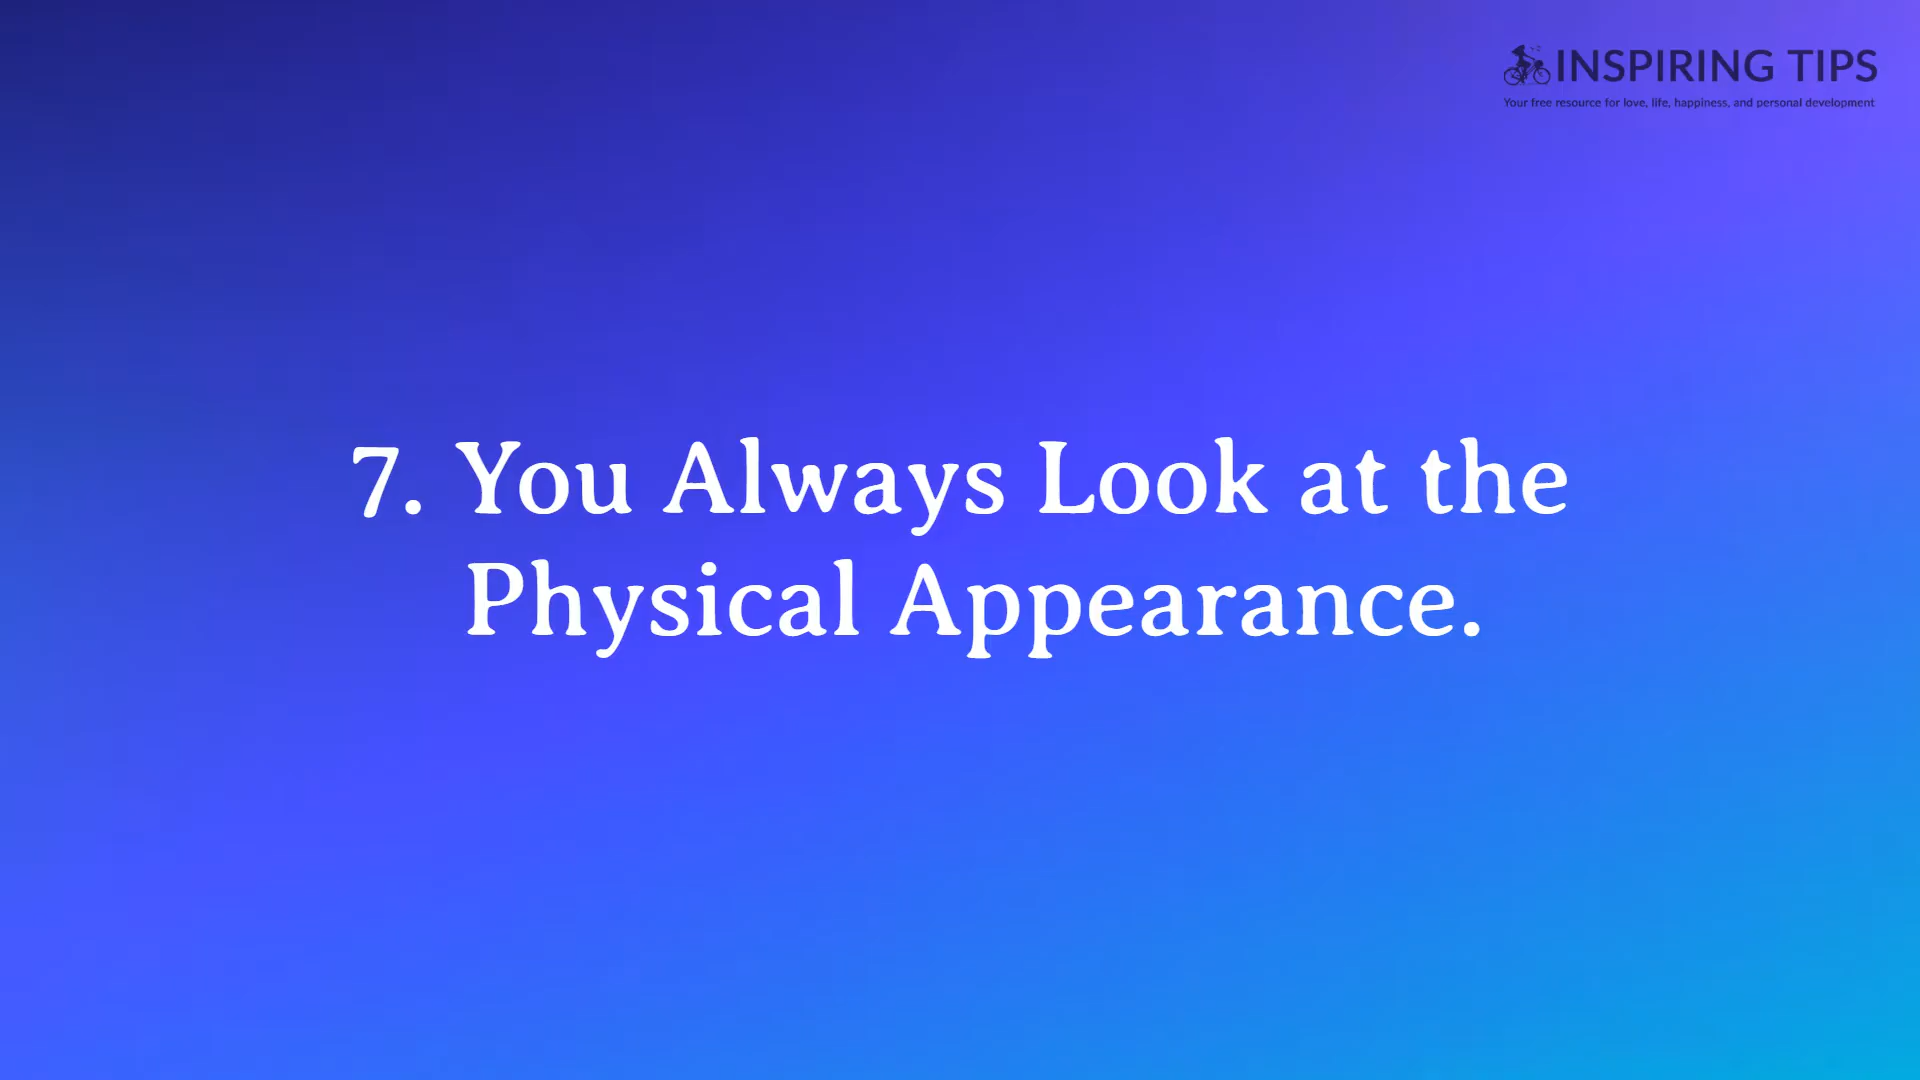 INSPIRING TIPS
Your free resource for love, life, happiness, and personal development
7. You Always Look at the
Physical Appearance.